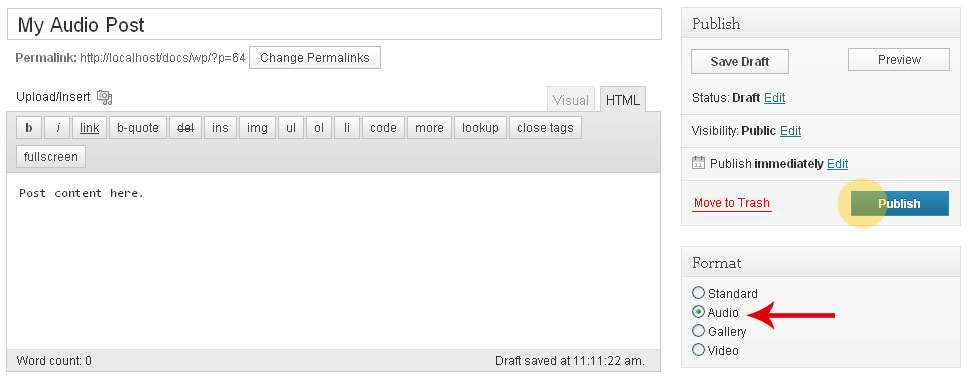 My Audio Post
Permalink: http://localhost/docs/wp/?p=64 Change Permalinks
Upload/Insert
Visual HTML
b i link b-quote del ins img ul ol li code more lookup close tags
fullscreen
Post content here.
Word count: 0 Draft saved at 11:11:22 am.
Publish
Save Draft Preview
Status: Draft Edit
Visibility: Public Edit
Publish immediately Edit
Move to Trash Publish
Format
Standard
Audio
Gallery
Video